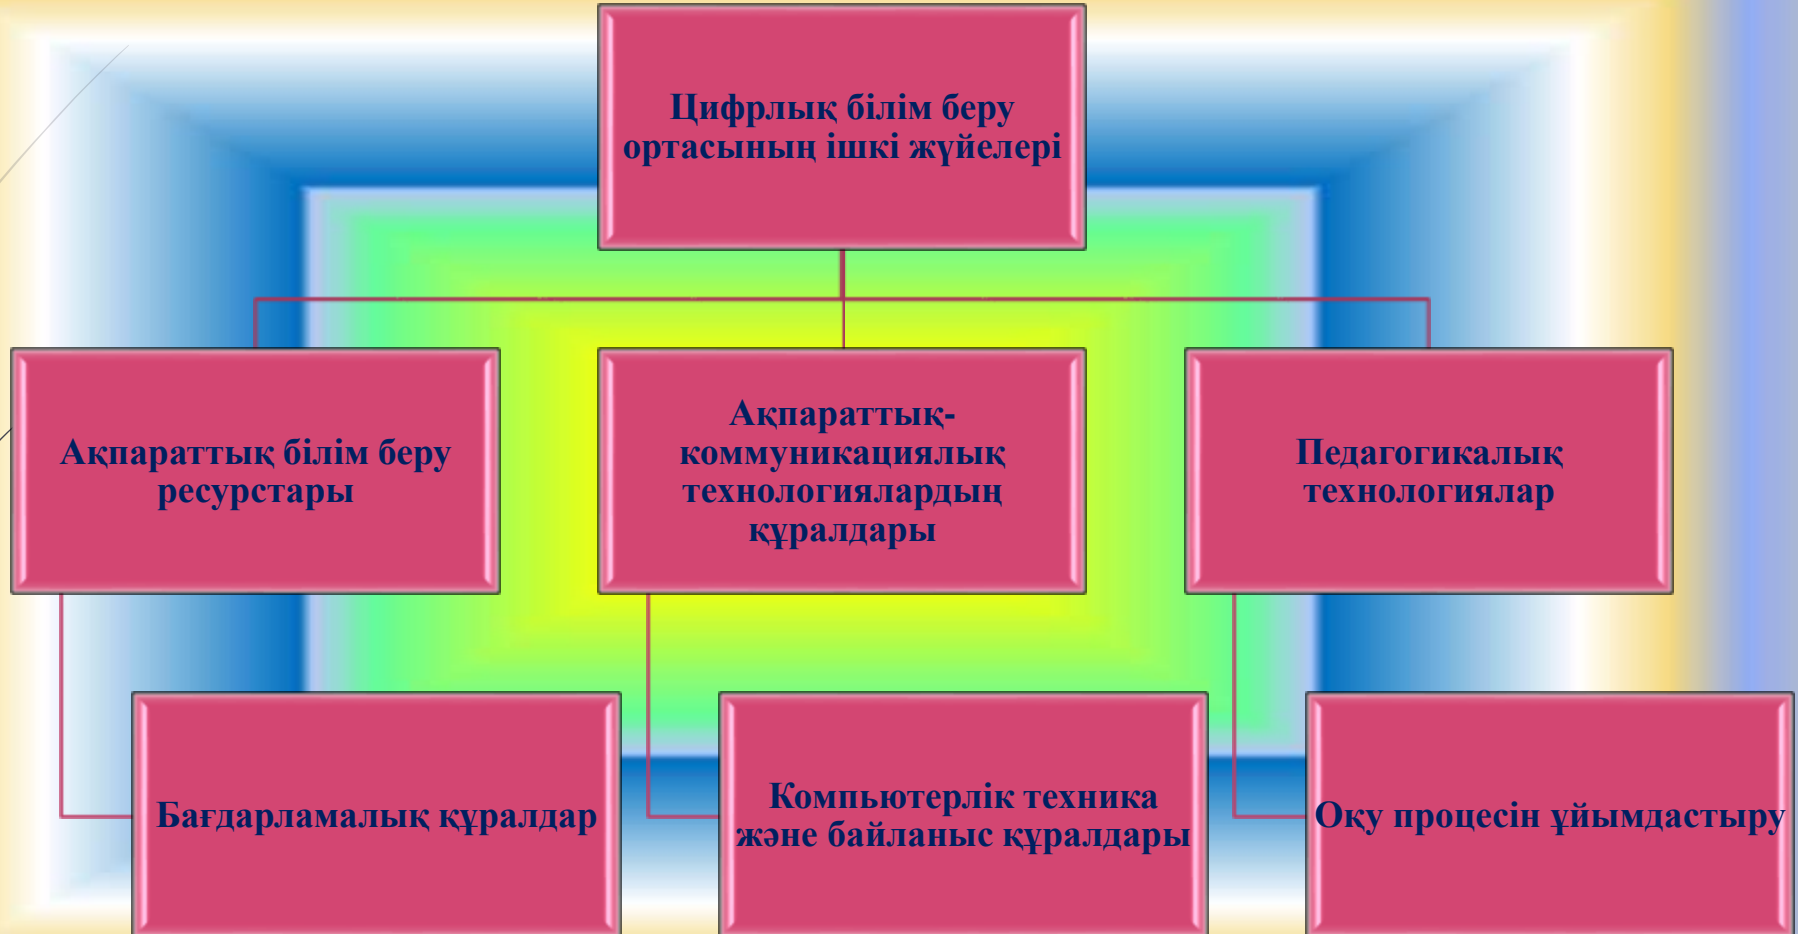 Цифрлық білім беру
ортасының ішкі жүйелері
Ақпараттық білім беру
ресурстары
Ақпараттық-
коммуникациялық
технологиялардың
құралдары
Педагогикалық
технологиялар
Бағдарламалық құралдар
Компьютерлік техника
және байланыс құралдары
Оқу процесін ұйымдастыру